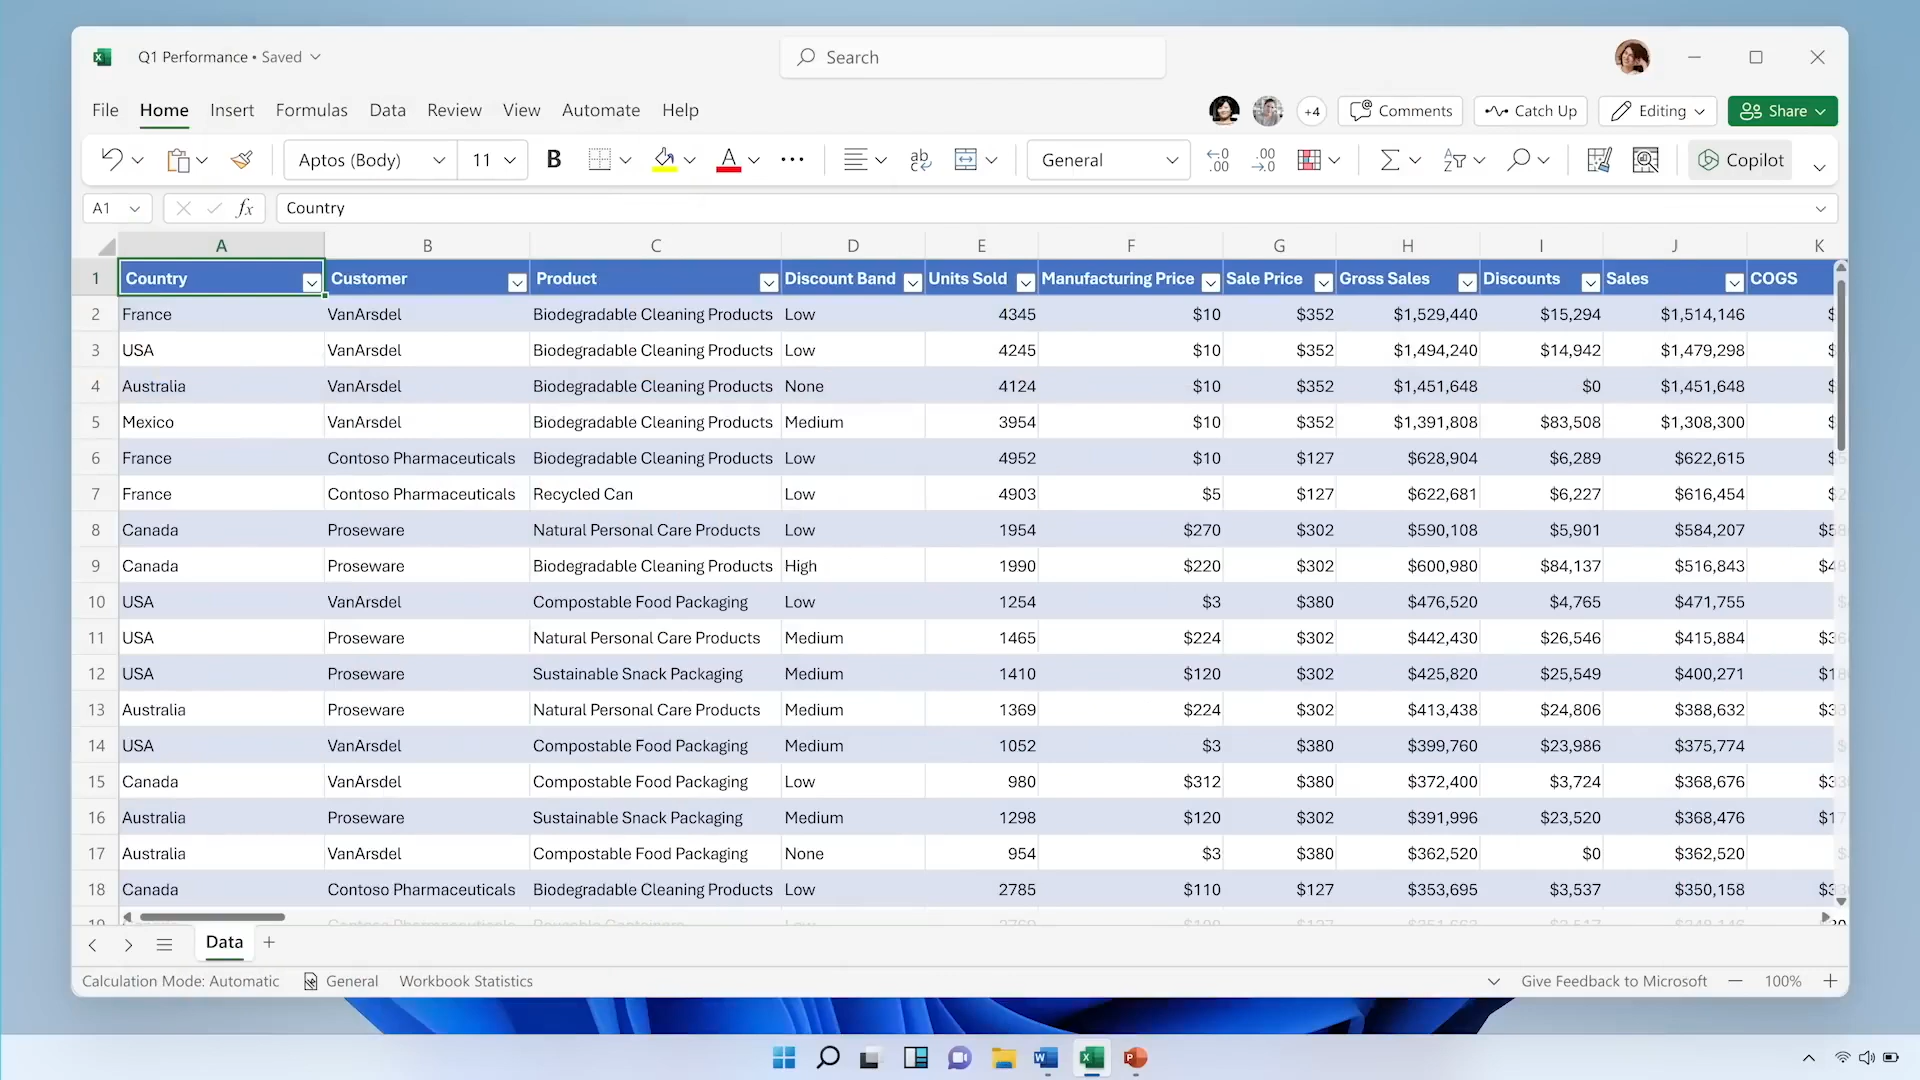 Q1 Performance • Saved
Search
File Home Insert Formulas Data Review View Automate Help
+4 Comments Catch Up Editing Share
Aptos (Body) 11 B A General Copilot
A1 fx Country
A B C D E F G H I J K
1 Country Customer Product Discount Band Units Sold Manufacturing Price Sale Price Gross Sales Discounts Sales COGS
2 France VanArsdel Biodegradable Cleaning Products Low 4345 $10 $352 $1,529,440 $15,294 $1,514,146 $
3 USA VanArsdel Biodegradable Cleaning Products Low 4245 $10 $352 $1,494,240 $14,942 $1,479,298 $
4 Australia VanArsdel Biodegradable Cleaning Products None 4124 $10 $352 $1,451,648 $0 $1,451,648 $
5 Mexico VanArsdel Biodegradable Cleaning Products Medium 3954 $10 $352 $1,391,808 $83,508 $1,308,300 $
6 France Contoso Pharmaceuticals Biodegradable Cleaning Products Low 4952 $10 $127 $628,904 $6,289 $622,615
7 France Contoso Pharmaceuticals Recycled Can Low 4903 $5 $127 $622,681 $6,227 $616,454
8 Canada Proseware Natural Personal Care Products Low 1954 $270 $302 $590,108 $5,901 $584,207
9 Canada Proseware Biodegradable Cleaning Products High 1990 $220 $302 $600,980 $84,137 $516,843
10 USA VanArsdel Compostable Food Packaging Low 1254 $3 $380 $476,520 $4,765 $471,755
11 USA Proseware Natural Personal Care Products Medium 1465 $224 $302 $442,430 $26,546 $415,884
12 USA Proseware Sustainable Snack Packaging Medium 1410 $120 $302 $425,820 $25,549 $400,271
13 Australia Proseware Natural Personal Care Products Medium 1369 $224 $302 $413,438 $24,806 $388,632
14 USA VanArsdel Compostable Food Packaging Medium 1052 $3 $380 $399,760 $23,986 $375,774
15 Canada VanArsdel Compostable Food Packaging Low 980 $312 $380 $372,400 $3,724 $368,676
16 Australia Proseware Sustainable Snack Packaging Medium 1298 $120 $302 $391,996 $23,520 $368,476
17 Australia VanArsdel Compostable Food Packaging None 954 $3 $380 $362,520 $0 $362,520
18 Canada Contoso Pharmaceuticals Biodegradable Cleaning Products Low 2785 $110 $127 $353,695 $3,537 $350,158
Data
Calculation Mode: Automatic General Workbook Statistics Give Feedback to Microsoft 100%